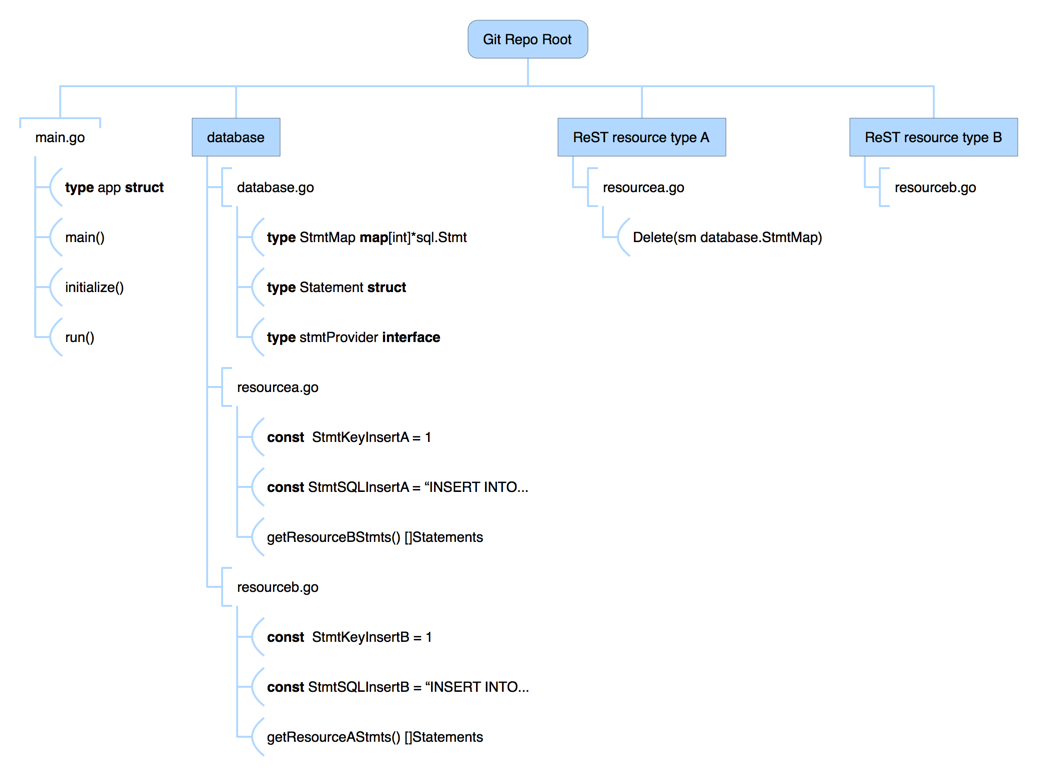 Git Repo Root
main.go
type app struct
main()
initialize()
run()
database
database.go
type StmtMap map[int]*sql.Stmt
type Statement struct
type stmtProvider interface
resourcea.go
const  StmtKeyInsertA = 1
const StmtSQLInsertA = “INSERT INTO...
getResourceBStmts() []Statements
resourceb.go
const  StmtKeyInsertB = 1
const StmtSQLInsertB = “INSERT INTO...
getResourceAStmts() []Statements
ReST resource type A
resourcea.go
Delete(sm database.StmtMap)
ReST resource type B
resourceb.go